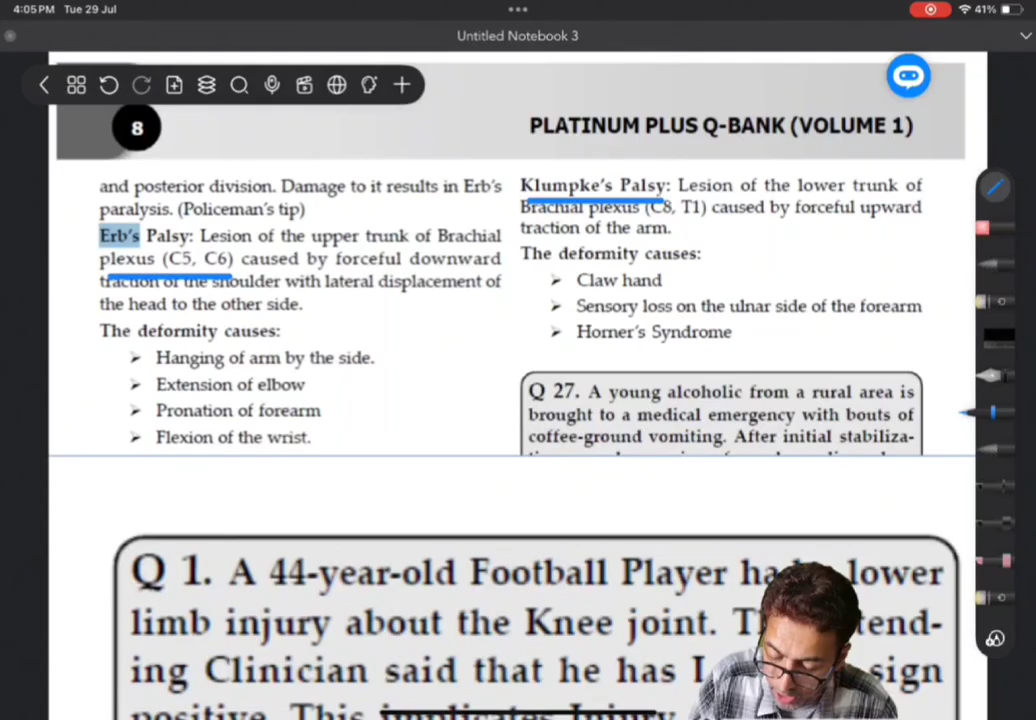 4:05 PM Tue 29 Jul
41%
Untitled Notebook 3
8
PLATINUM PLUS Q-BANK (VOLUME 1)
and posterior division. Damage to it results in Erb's
paralysis. (Policeman's tip)
Erb's Palsy: Lesion of the upper trunk of Brachial
plexus (C5, C6) caused by forceful downward
traction of the shoulder with lateral displacement of
the head to the other side.
The deformity causes:
➢ Hanging of arm by the side.
➢ Extension of elbow
➢ Pronation of forearm
➢ Flexion of the wrist.
Klumpke's Palsy: Lesion of the lower trunk of
Brachial plexus (C8, T1) caused by forceful upward
traction of the arm.
The deformity causes:
➢ Claw hand
➢ Sensory loss on the ulnar side of the forearm
➢ Horner's Syndrome
Q 27. A young alcoholic from a rural area is
brought to a medical emergency with bouts of
coffee-ground vomiting. After initial stabiliza-
Q 1. A 44-year-old Football Player had lower
limb injury about the Knee joint.
ing Clinician said that he has sign
positive. This implicates Injury